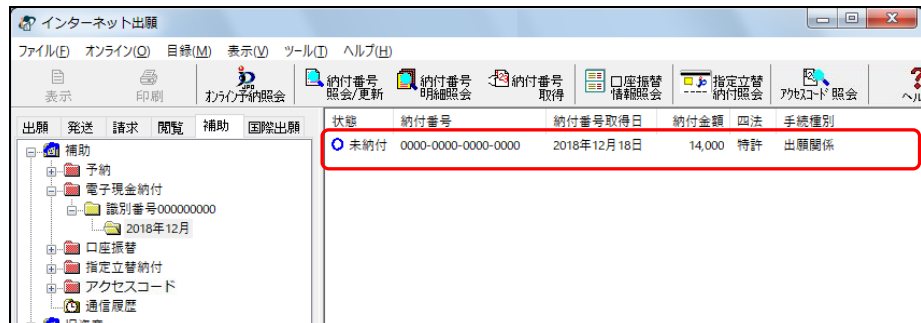 インターネット出願
ファイル(F) オンライン(O) 目録(M) 表示(V) ツール(T) ヘルプ(H)
表示 印刷 オンライン予納照会 納付番号照会/更新 納付番号明細照会 納付番号取得 口座振替情報照会 指定立替納付照会 アクセスコード照会
出願 発送 請求 閲覧 補助 国際出願
状態 納付番号 納付番号取得日 納付金額 四法 手続種別
未納付 0000-0000-0000-0000 2018年12月18日 14,000 特許 出願関係
補助
予納
電子現金納付
識別番号000000000
2018年12月
口座振替
指定立替納付
アクセスコード
通信履歴